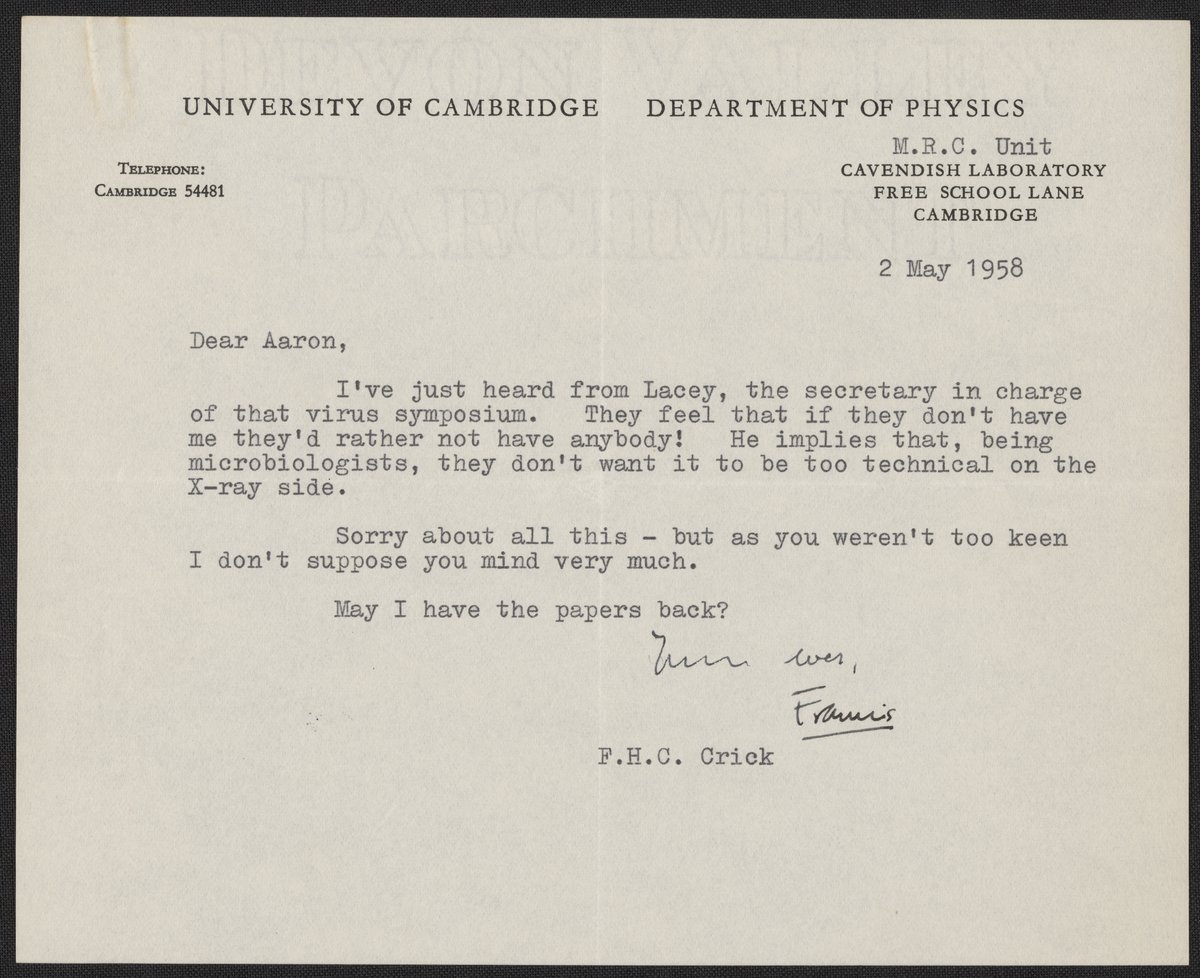 DEVON VALLEY
PARCHMENT
UNIVERSITY OF CAMBRIDGE DEPARTMENT OF PHYSICS
M.R.C. Unit
TELEPHONE:
CAMBRIDGE 54481
CAVENDISH LABORATORY
FREE SCHOOL LANE
CAMBRIDGE
2 May 1958
Dear Aaron,
I've just heard from Lacey, the secretary in charge
of that virus symposium. They feel that if they don't have
me they'd rather not have anybody! He implies that, being
microbiologists, they don't want it to be too technical on the
X-ray side.
Sorry about all this - but as you weren't too keen
I don't suppose you mind very much.
May I have the papers back?
Yours ever,
Francis
F.H.C. Crick